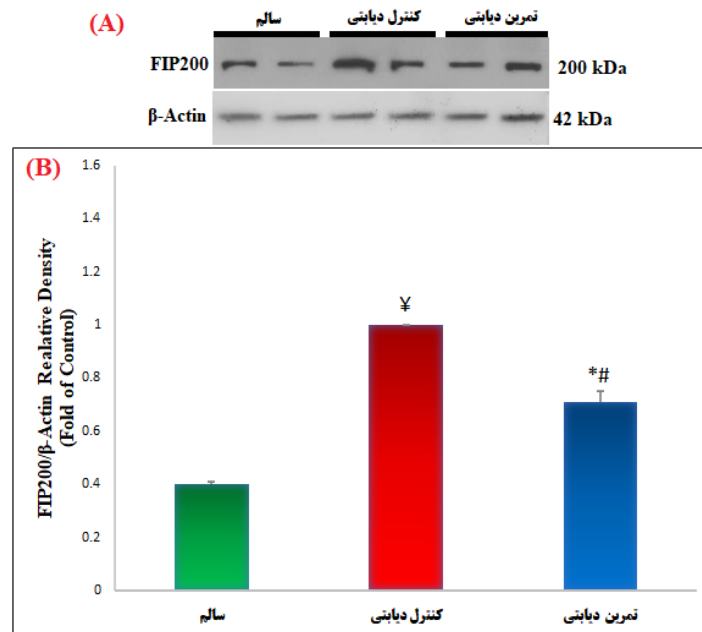 (A)
سالم
کنترل دیابتی
تمرین دیابتی
FIP200
200 kDa
β-Actin
42 kDa
(B)
FIP200/β-Actin Realative Density
(Fold of Control)
1.6
1.4
1.2
1
0.8
0.6
0.4
0.2
0
¥
*#
سالم
کنترل دیابتی
تمرین دیابتی